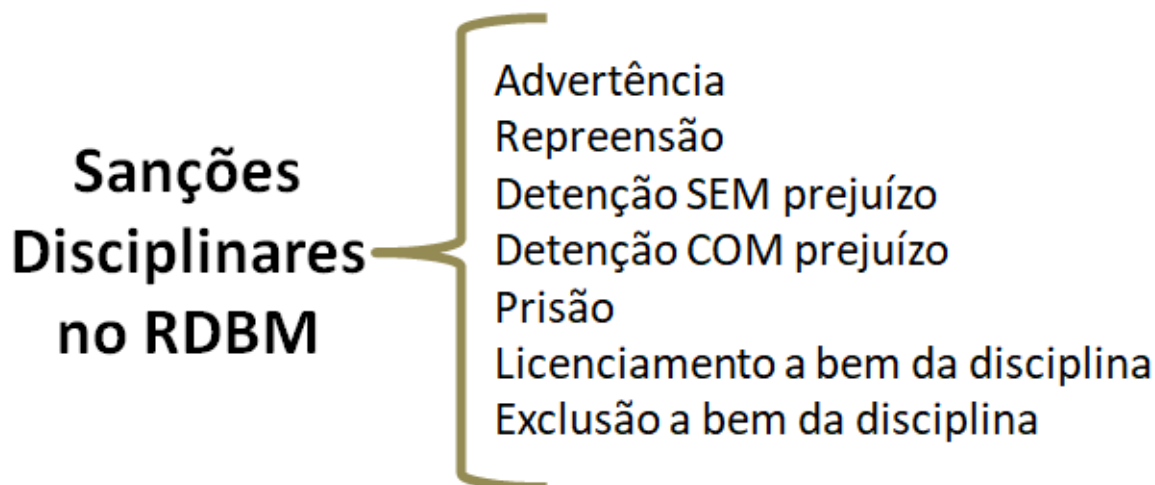 Sanções
Disciplinares
no RDBM
Advertência
Repreensão
Detenção SEM prejuízo
Detenção COM prejuízo
Prisão
Licenciamento a bem da disciplina
Exclusão a bem da disciplina